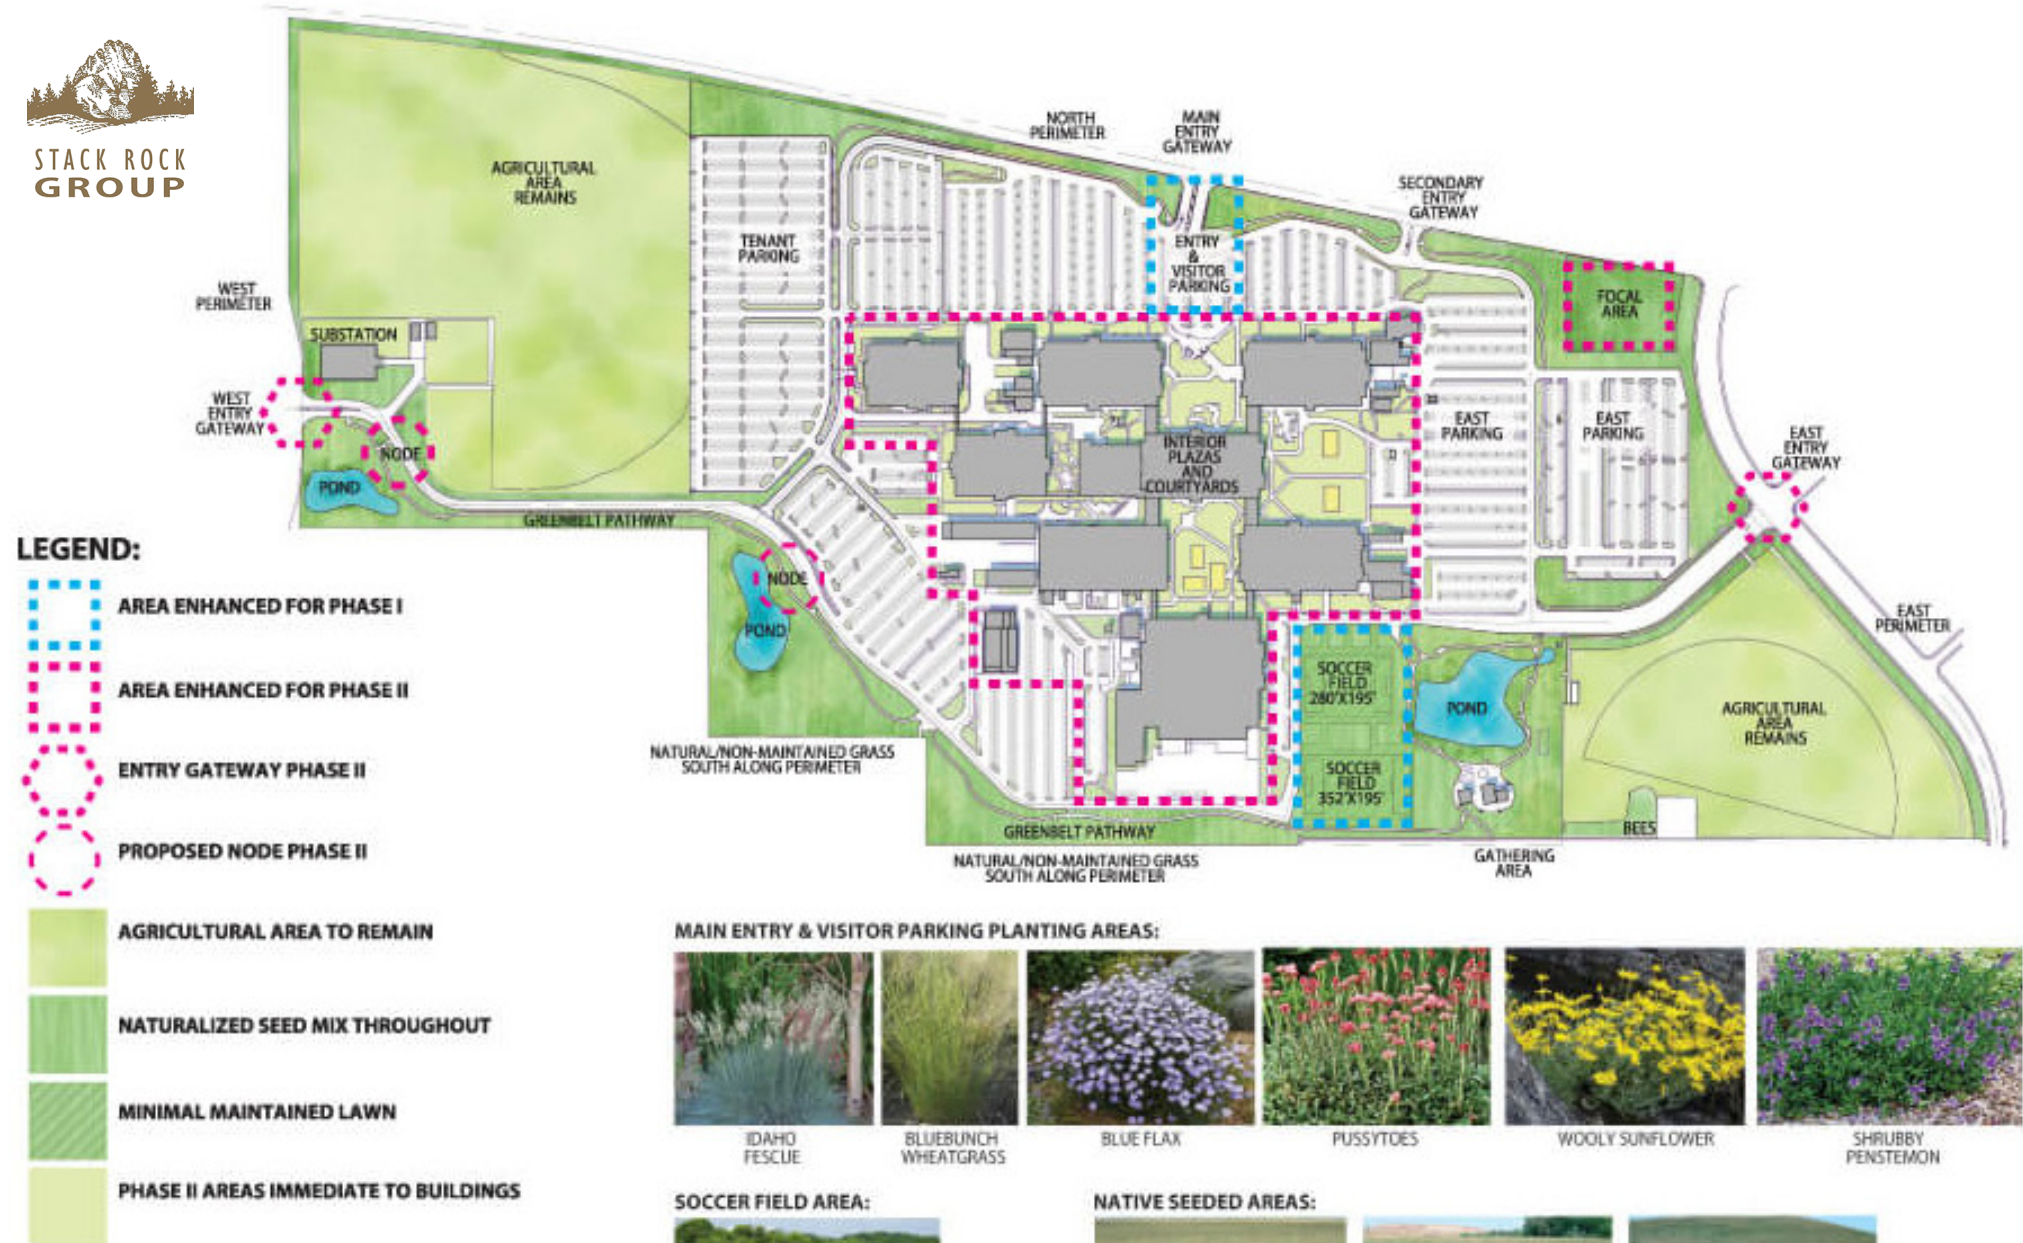 STACK ROCK
GROUP
NORTH
PERIMETER
MAIN
ENTRY
GATEWAY
SECONDARY
ENTRY
GATEWAY
AGRICULTURAL
AREA
REMAINS
TENANT
PARKING
ENTRY
&
VISITOR
PARKING
FOCAL
AREA
WEST
PERIMETER
SUBSTATION
WEST
ENTRY
GATEWAY
NODE
POND
GREENBELT PATHWAY
INTERIOR
PLAZAS
AND
COURTYARDS
EAST
PARKING
EAST
PARKING
EAST
ENTRY
GATEWAY
NODE
POND
EAST
PERIMETER
SOCCER
FIELD
280'X195'
POND
AGRICULTURAL
AREA
REMAINS
NATURAL/NON-MAINTAINED GRASS
SOUTH ALONG PERIMETER
SOCCER
FIELD
352'X195'
BEES
GREENBELT PATHWAY
NATURAL/NON-MAINTAINED GRASS
SOUTH ALONG PERIMETER
GATHERING
AREA
LEGEND:
AREA ENHANCED FOR PHASE I
AREA ENHANCED FOR PHASE II
ENTRY GATEWAY PHASE II
PROPOSED NODE PHASE II
AGRICULTURAL AREA TO REMAIN
NATURALIZED SEED MIX THROUGHOUT
MINIMAL MAINTAINED LAWN
PHASE II AREAS IMMEDIATE TO BUILDINGS
MAIN ENTRY & VISITOR PARKING PLANTING AREAS:
IDAHO
FESCUE
BLUEBUNCH
WHEATGRASS
BLUE FLAX
PUSSYTOES
WOOLY SUNFLOWER
SHRUBBY
PENSTEMON
SOCCER FIELD AREA:
NATIVE SEEDED AREAS: